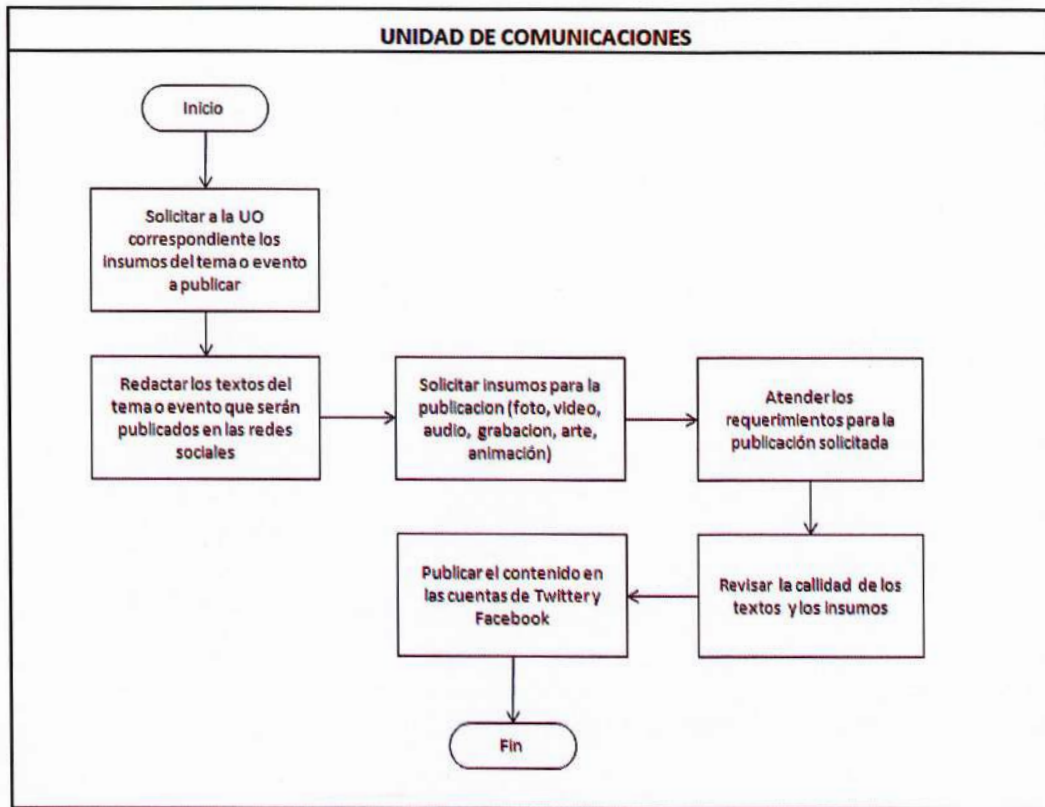 UNIDAD DE COMUNICACIONES
Inicio
Solicitar a la UO
correspondiente los
insumos del tema o evento
a publicar
Redactar los textos del
tema o evento que serán
publicados en las redes
sociales
Solicitar insumos para la
publicacion (foto, video,
audio, grabacion, arte,
animación)
Atender los
requerimientos para la
publicación solicitada
Revisar la callidad de los
textos y los insumos
Publicar el contenido en
las cuentas de Twitter y
Facebook
Fin